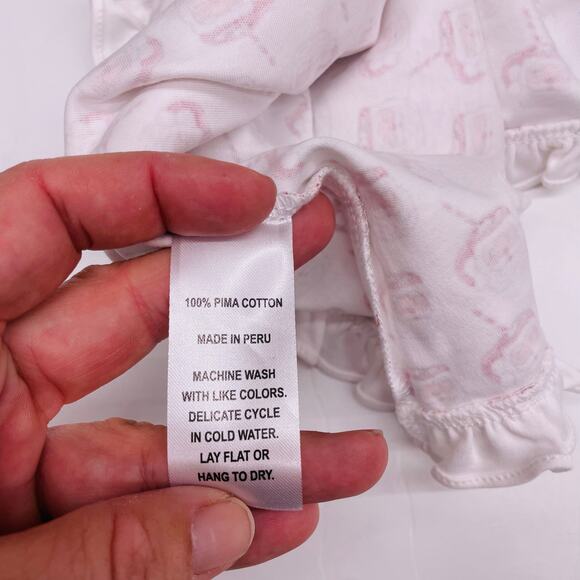 100% PIMA COTTON
MADE IN PERU
MACHINE WASH
WITH LIKE COLORS.
DELICATE CYCLE
IN COLD WATER.
LAY FLAT OR
HANG TO DRY.